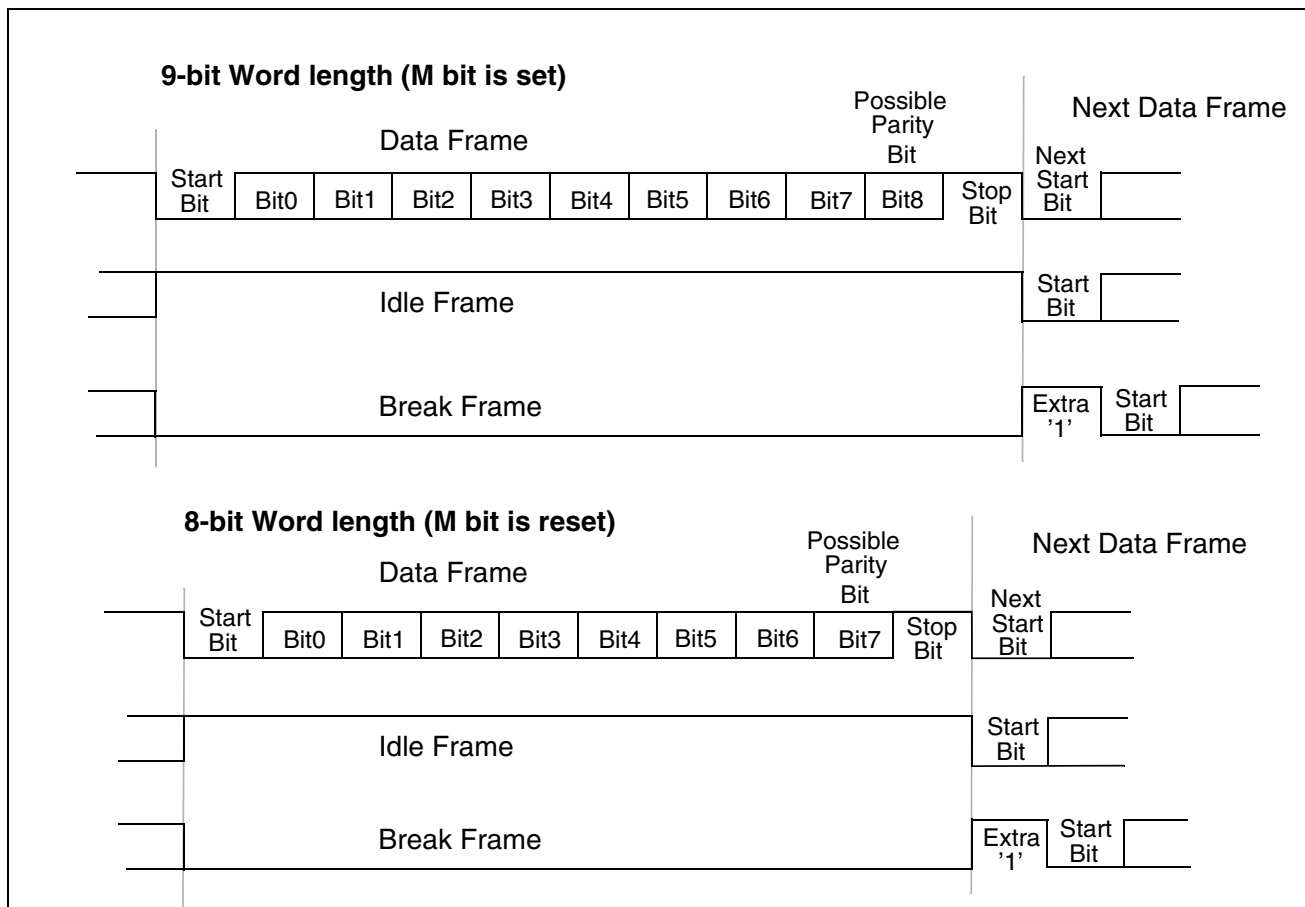 9-bit Word length (M bit is set)
Possible
Parity
Bit
Next Data Frame
Data Frame
Start
Bit
Bit0
Bit1
Bit2
Bit3
Bit4
Bit5
Bit6
Bit7
Bit8
Stop
Bit
Next
Start
Bit
Idle Frame
Start
Bit
Break Frame
Extra
'1'
Start
Bit
8-bit Word length (M bit is reset)
Possible
Parity
Bit
Next Data Frame
Data Frame
Start
Bit
Bit0
Bit1
Bit2
Bit3
Bit4
Bit5
Bit6
Bit7
Stop
Bit
Next
Start
Bit
Idle Frame
Start
Bit
Break Frame
Extra
'1'
Start
Bit